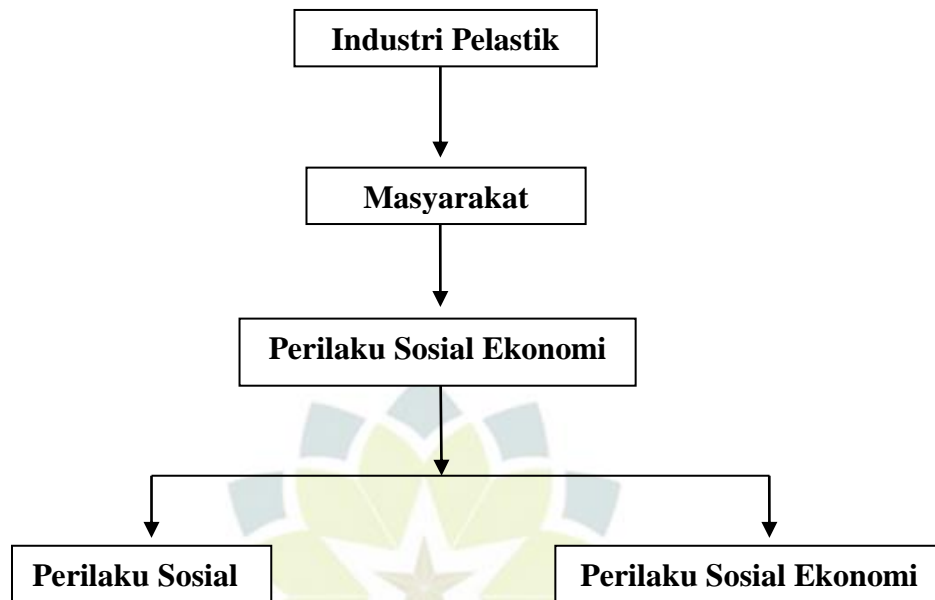 Industri Pelastik
Masyarakat
Perilaku Sosial Ekonomi
Perilaku Sosial
Perilaku Sosial Ekonomi